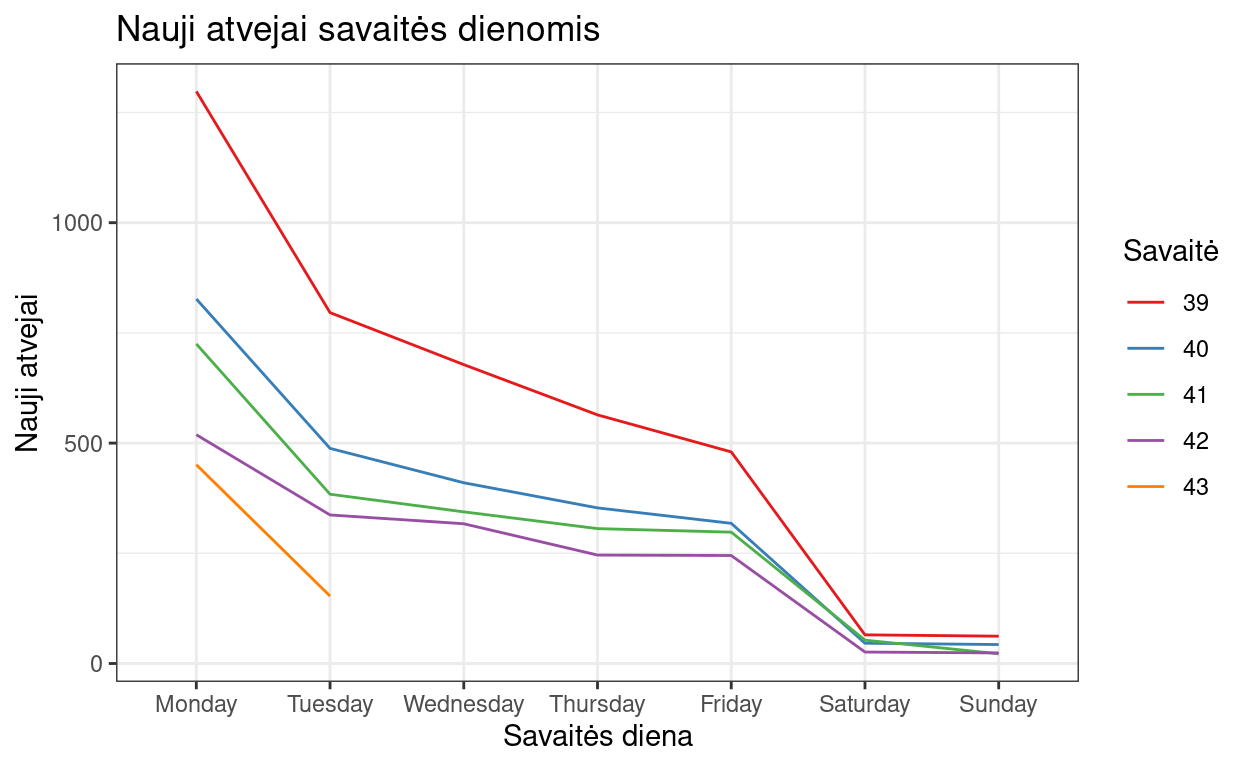 Nauji atvejai savaitės dienomis
Nauji atvejai
1000
500
0
Monday Tuesday Wednesday Thursday Friday Saturday Sunday
Savaitės diena
Savaitė
39
40
41
42
43